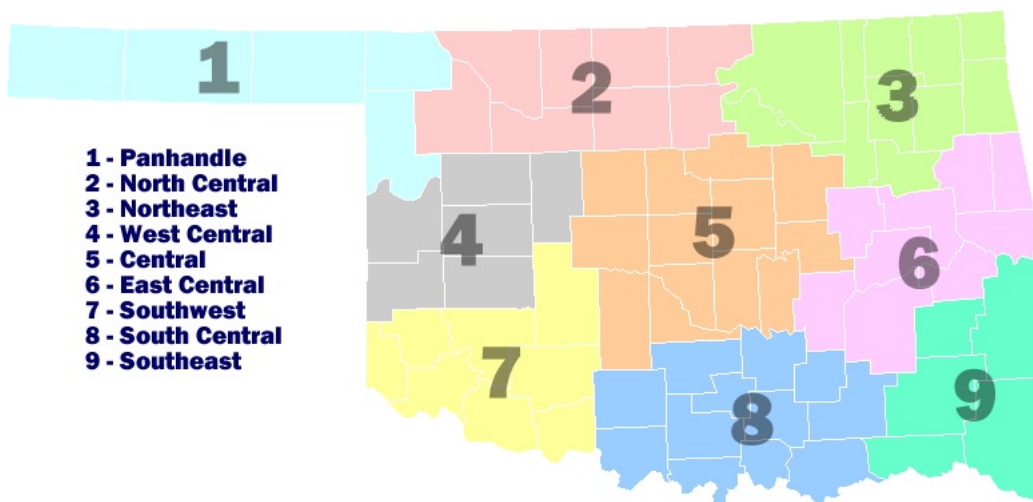 1
2
3
1 - Panhandle
2 - North Central
3 - Northeast
4 - West Central
5 - Central
6 - East Central
7 - Southwest
8 - South Central
9 - Southeast
4
5
6
7
8
9